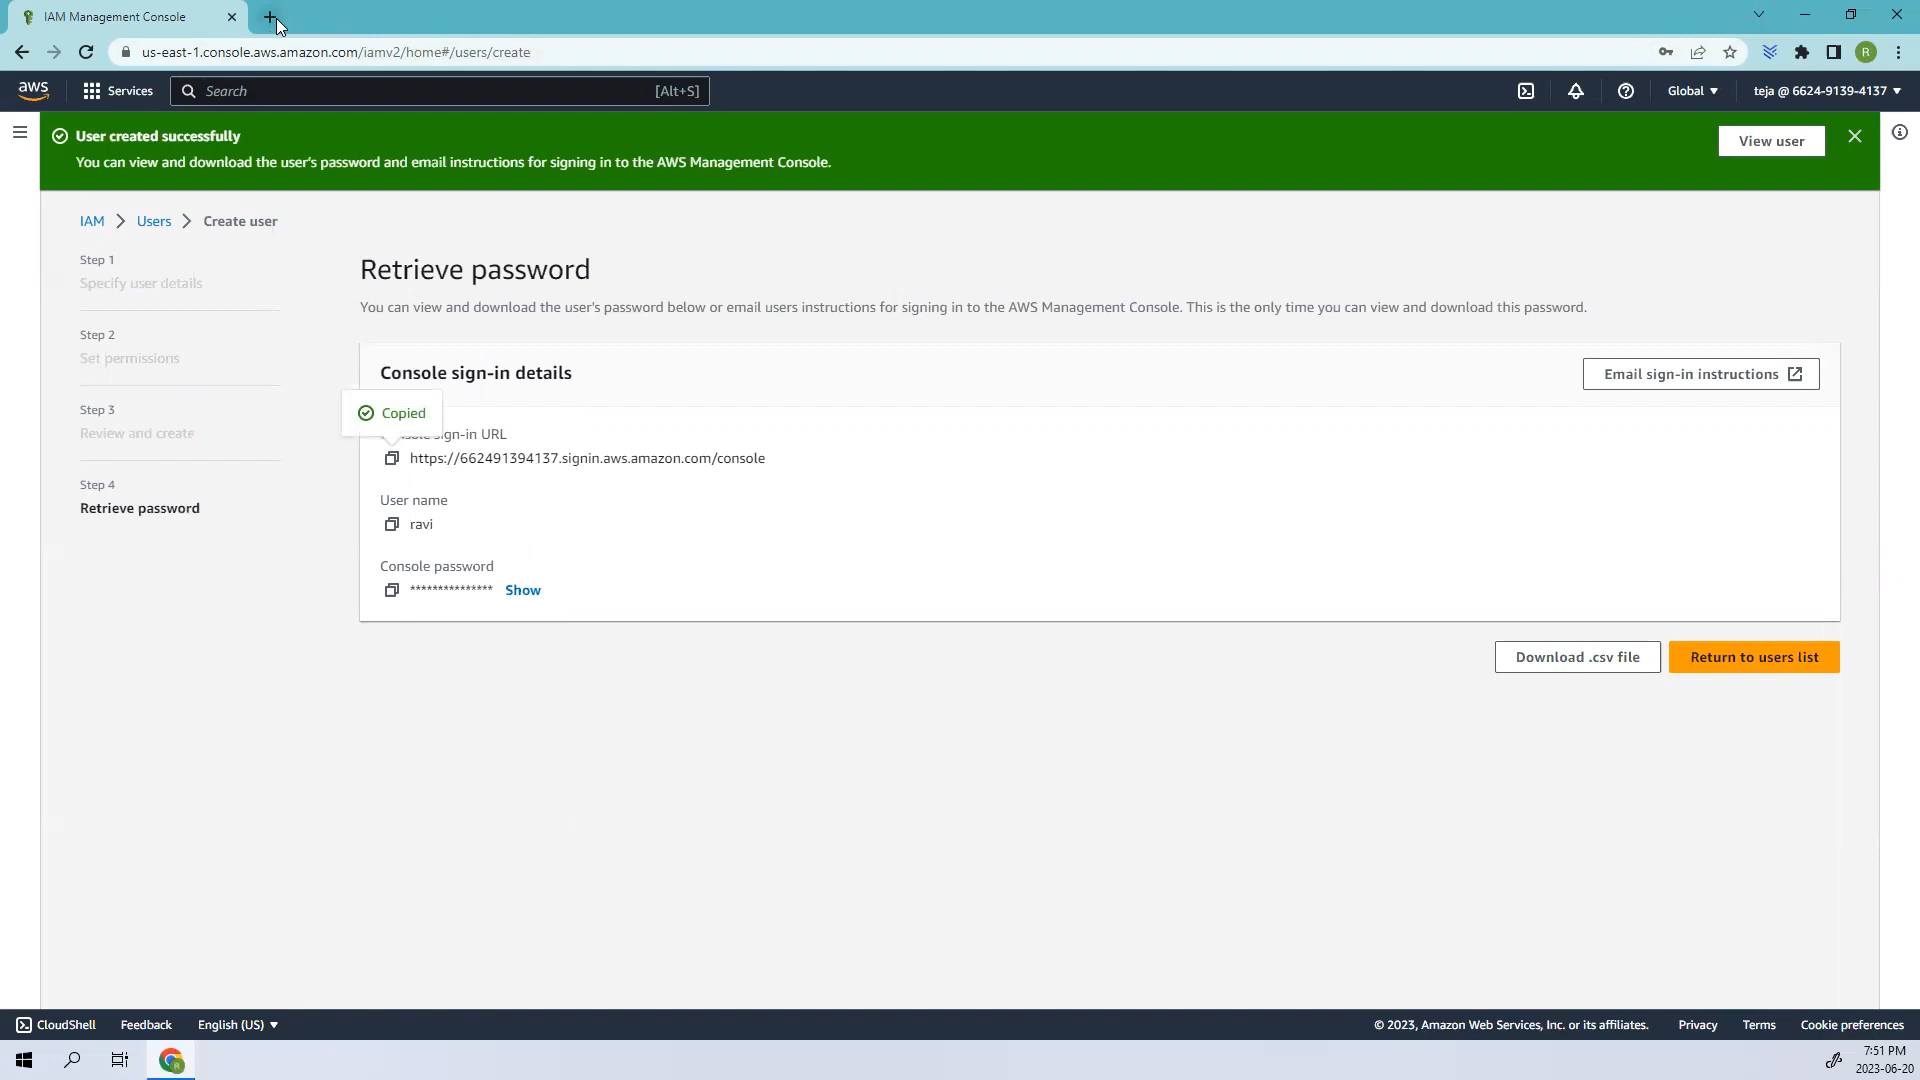 IAM Management Console
us-east-1.console.aws.amazon.com/iamv2/home#/users/create
R
aws
Services
Search
[Alt+S]
Global
teja @ 6624-9139-4137
User created successfully
You can view and download the user's password and email instructions for signing in to the AWS Management Console.
View user
IAM
Users
Create user
Step 1
Specify user details
Step 2
Set permissions
Step 3
Review and create
Step 4
Retrieve password
Retrieve password
You can view and download the user's password below or email users instructions for signing in to the AWS Management Console. This is the only time you can view and download this password.
Console sign-in details
Email sign-in instructions
Copied
sign-in URL
https://662491394137.signin.aws.amazon.com/console
User name
ravi
Console password
*************** Show
Download .csv file
Return to users list
CloudShell
Feedback
English (US)
© 2023, Amazon Web Services, Inc. or its affiliates.
Privacy
Terms
Cookie preferences
R
7:51 PM
2023-06-20